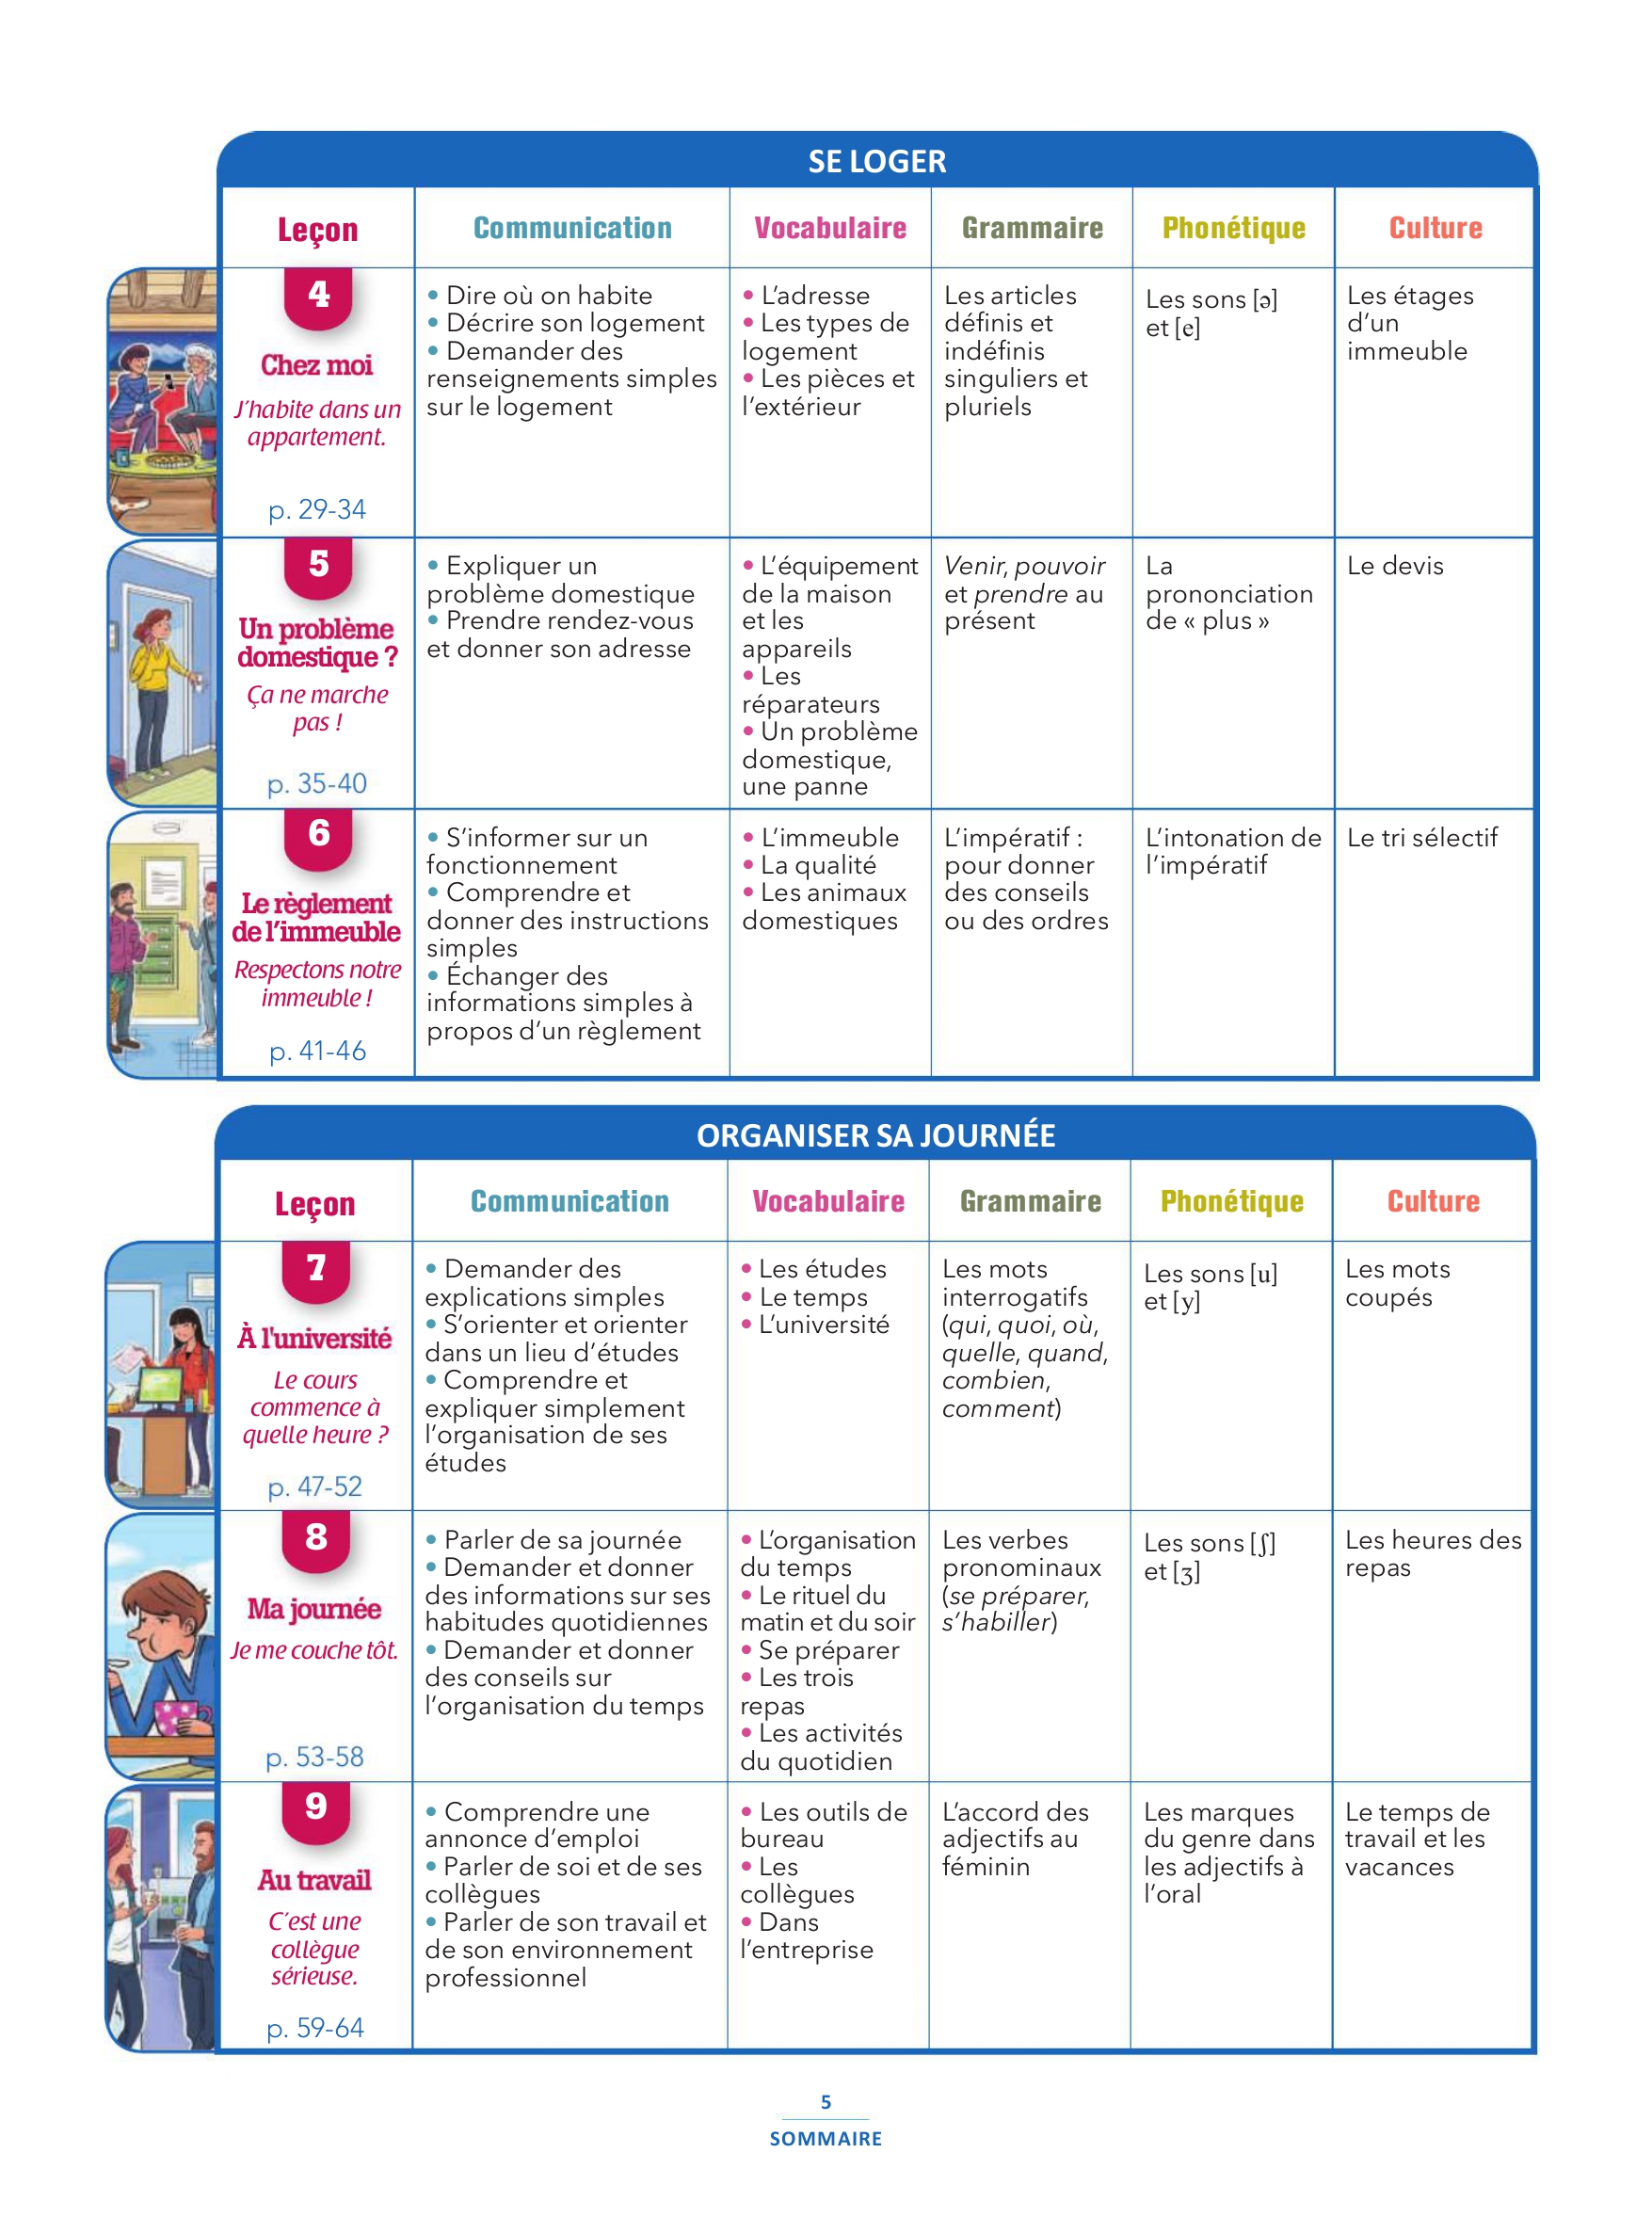 SE LOGER
Leçon
Communication
Vocabulaire
Grammaire
Phonétique
Culture
4
Chez moi
J'habite dans un
appartement.
p. 29-34
• Dire où on habite
• Décrire son logement
• Demander des
renseignements simples
sur le logement
• L'adresse
• Les types de
logement
• Les pièces et
l'extérieur
Les articles
définis et
indéfinis
singuliers et
pluriels
Les sons [ə]
et [e]
Les étages
d'un
immeuble
5
Un problème
domestique ?
Ça ne marche
pas !
p. 35-40
• Expliquer un
problème domestique
• Prendre rendez-vous
et donner son adresse
• L'équipement
de la maison
et les
appareils
• Les
réparateurs
• Un problème
domestique,
une panne
Venir, pouvoir
et prendre au
présent
La
prononciation
de « plus »
Le devis
6
Le règlement
de l'immeuble
Respectons notre
immeuble !
p. 41-46
• S'informer sur un
fonctionnement
• Comprendre et
donner des instructions
simples
• Échanger des
informations simples à
propos d'un règlement
• L'immeuble
• La qualité
• Les animaux
domestiques
L'impératif :
pour donner
des conseils
ou des ordres
L'intonation de
l'impératif
Le tri sélectif
ORGANISER SA JOURNÉE
Leçon
Communication
Vocabulaire
Grammaire
Phonétique
Culture
7
À l'université
Le cours
commence à
quelle heure ?
p. 47-52
• Demander des
explications simples
• S'orienter et orienter
dans un lieu d'études
• Comprendre et
expliquer simplement
l'organisation de ses
études
• Les études
• Le temps
• L'université
Les mots
interrogatifs
(qui, quoi, où,
quelle, quand,
combien,
comment)
Les sons [u]
et [y]
Les mots
coupés
8
Ma journée
Je me couche tôt.
p. 53-58
• Parler de sa journée
• Demander et donner
des informations sur ses
habitudes quotidiennes
• Demander et donner
des conseils sur
l'organisation du temps
• L'organisation
du temps
• Le rituel du
matin et du soir
• Se préparer
• Les trois
repas
• Les activités
du quotidien
Les verbes
pronominaux
(se préparer,
s'habiller)
Les sons [ʃ]
et [ʒ]
Les heures des
repas
9
Au travail
C'est une
collègue
sérieuse.
p. 59-64
• Comprendre une
annonce d'emploi
• Parler de soi et de ses
collègues
• Parler de son travail et
de son environnement
professionnel
• Les outils de
bureau
• Les
collègues
• Dans
l'entreprise
L'accord des
adjectifs au
féminin
Les marques
du genre dans
les adjectifs à
l'oral
Le temps de
travail et les
vacances
5
SOMMAIRE